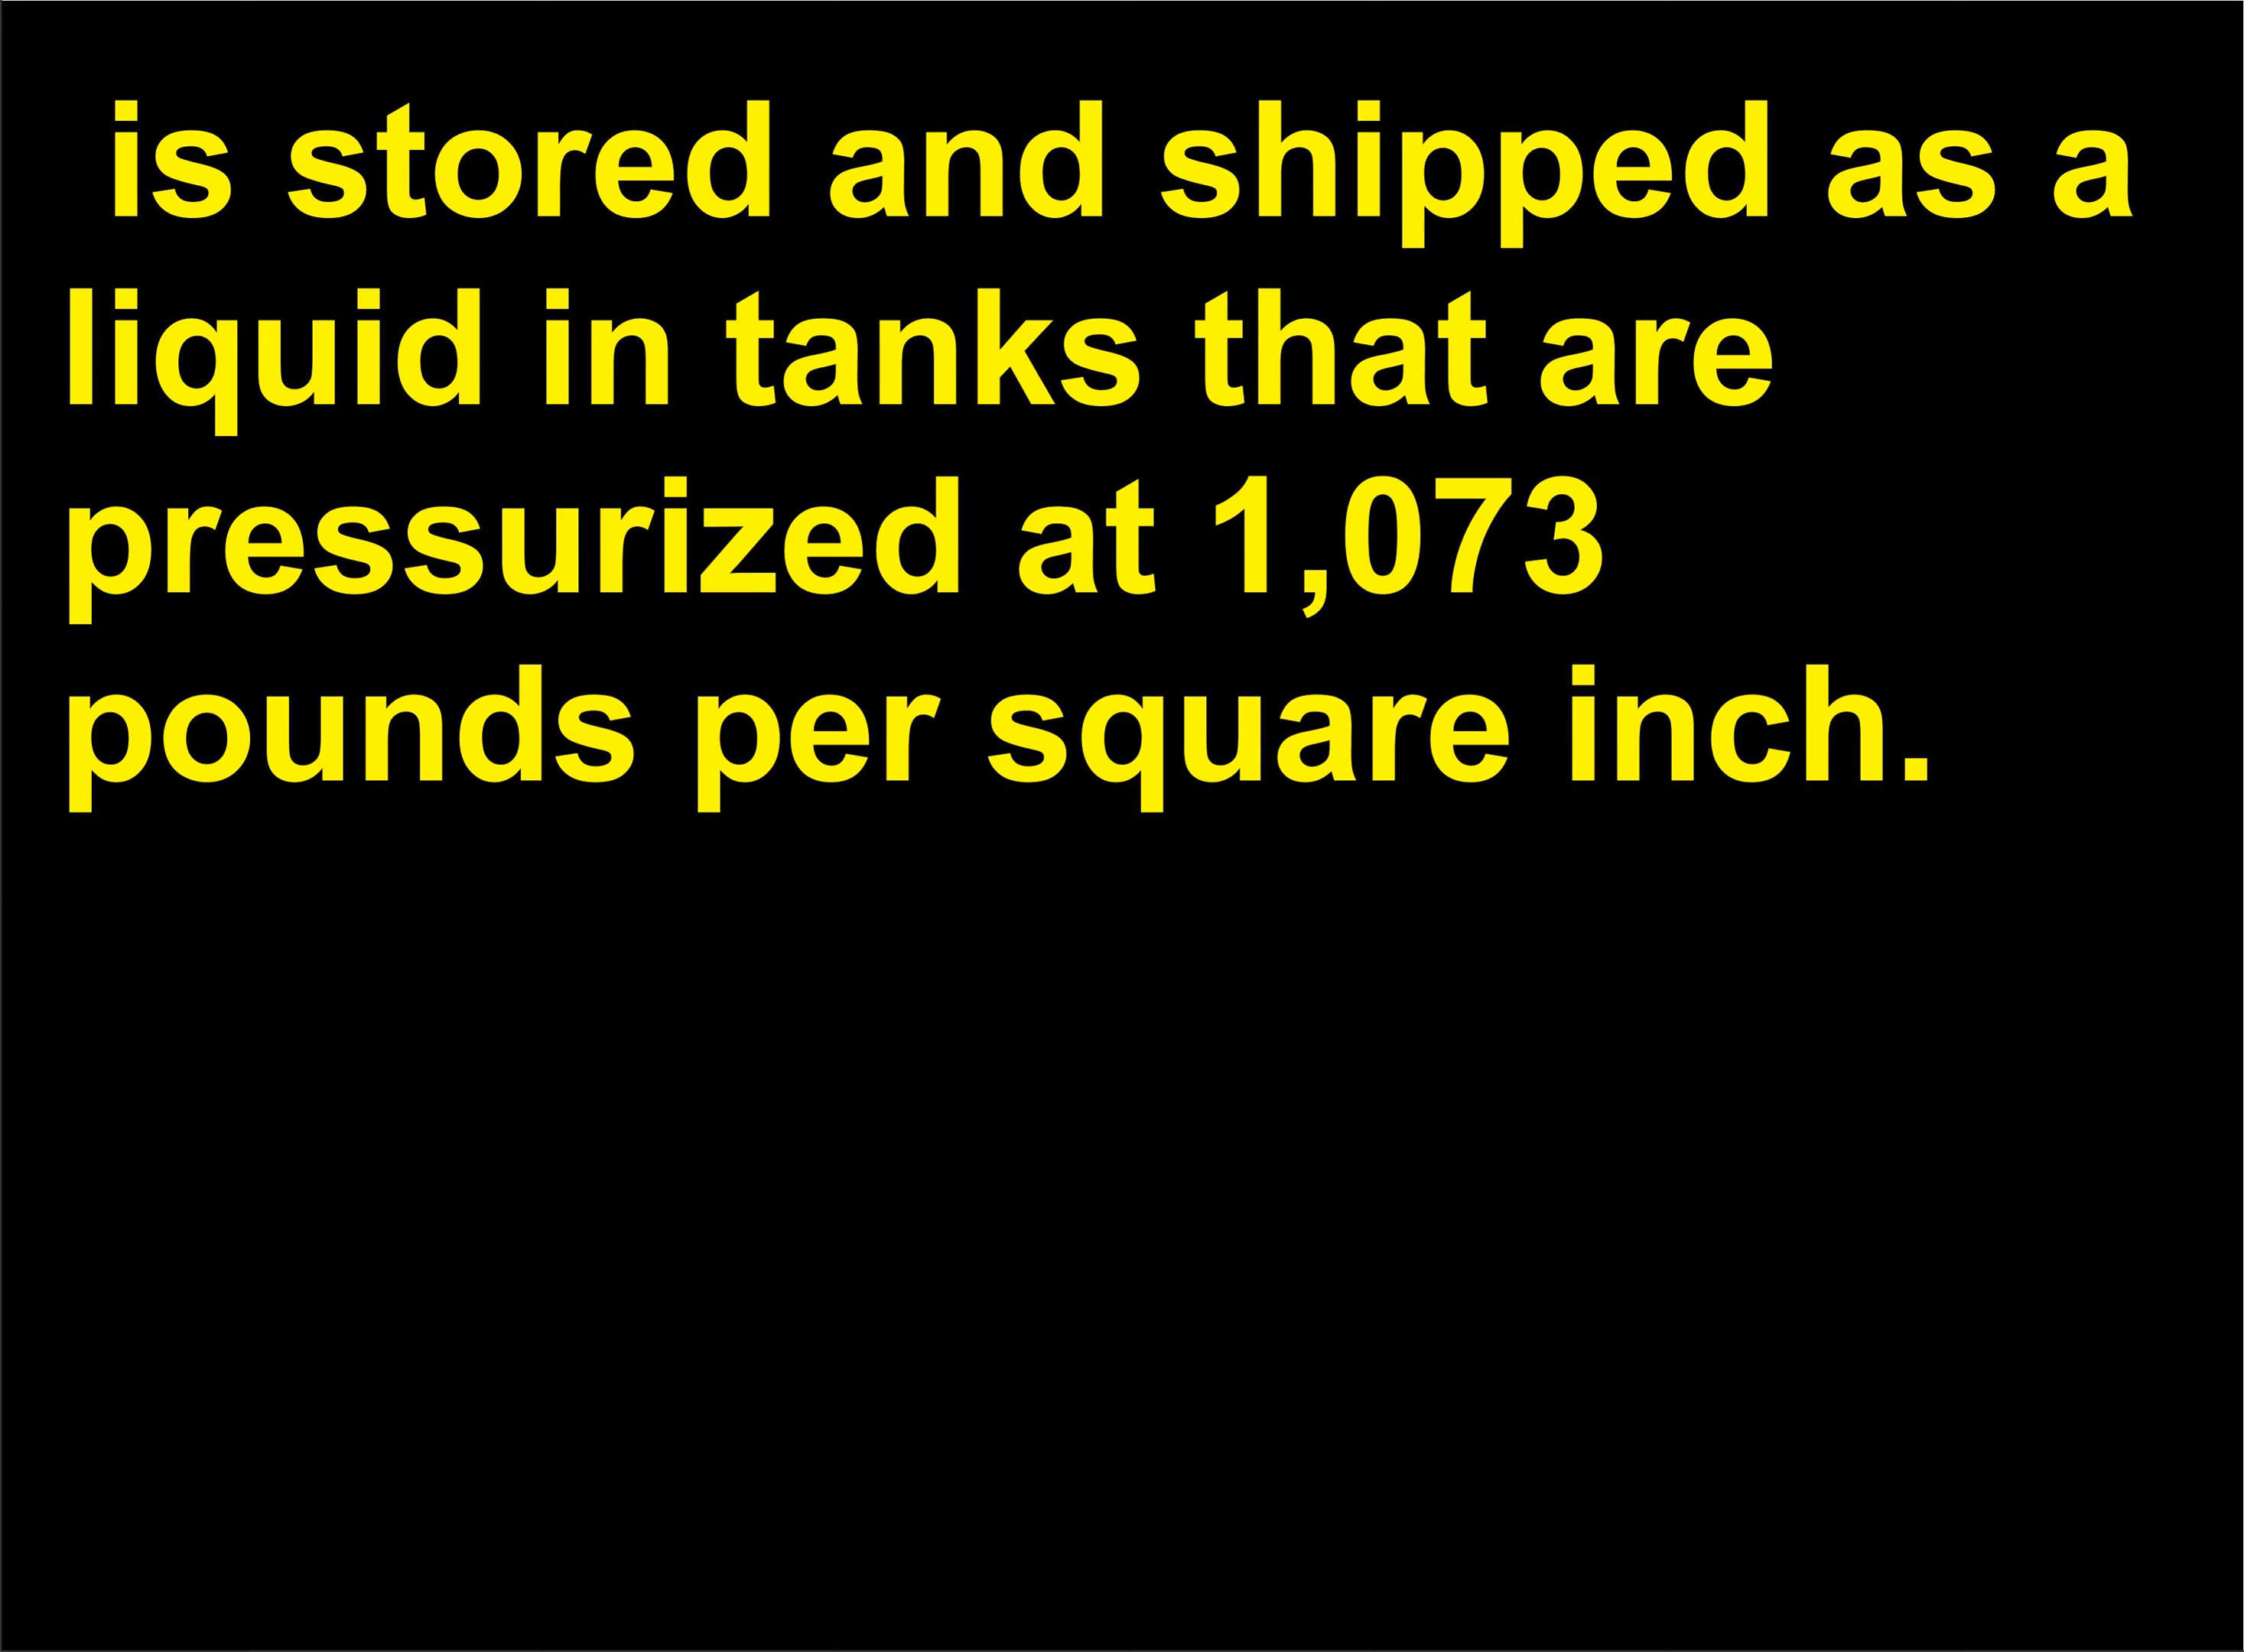 is stored and shipped as a
liquid in tanks that are
pressurized at 1,073
pounds per square inch.